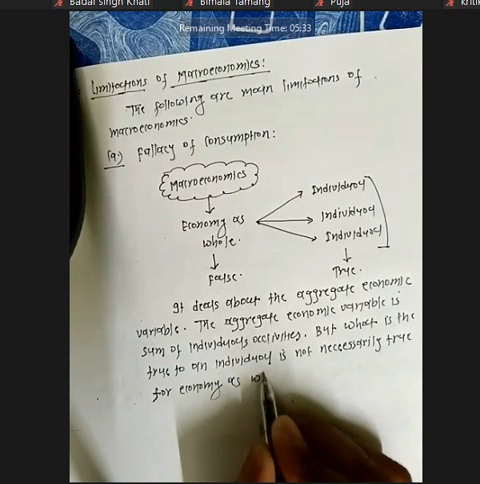 Badal Singh Khati
Bimala Tamang
Puja
kriti
Remaining Meeting Time: 05:33
Limitations of Macroeconomics:
The following are main limitations of
macroeconomics.
(a) Fallacy of Consumption:
Macroeconomics
Economy as
whole.
False.
Individual
Individual
Individual
True.
It deals about the aggregate economic
variable. The aggregate economic variable is
sum of individuals activities. But what is the
true to an individual is not neccessarily true
for economy as wh